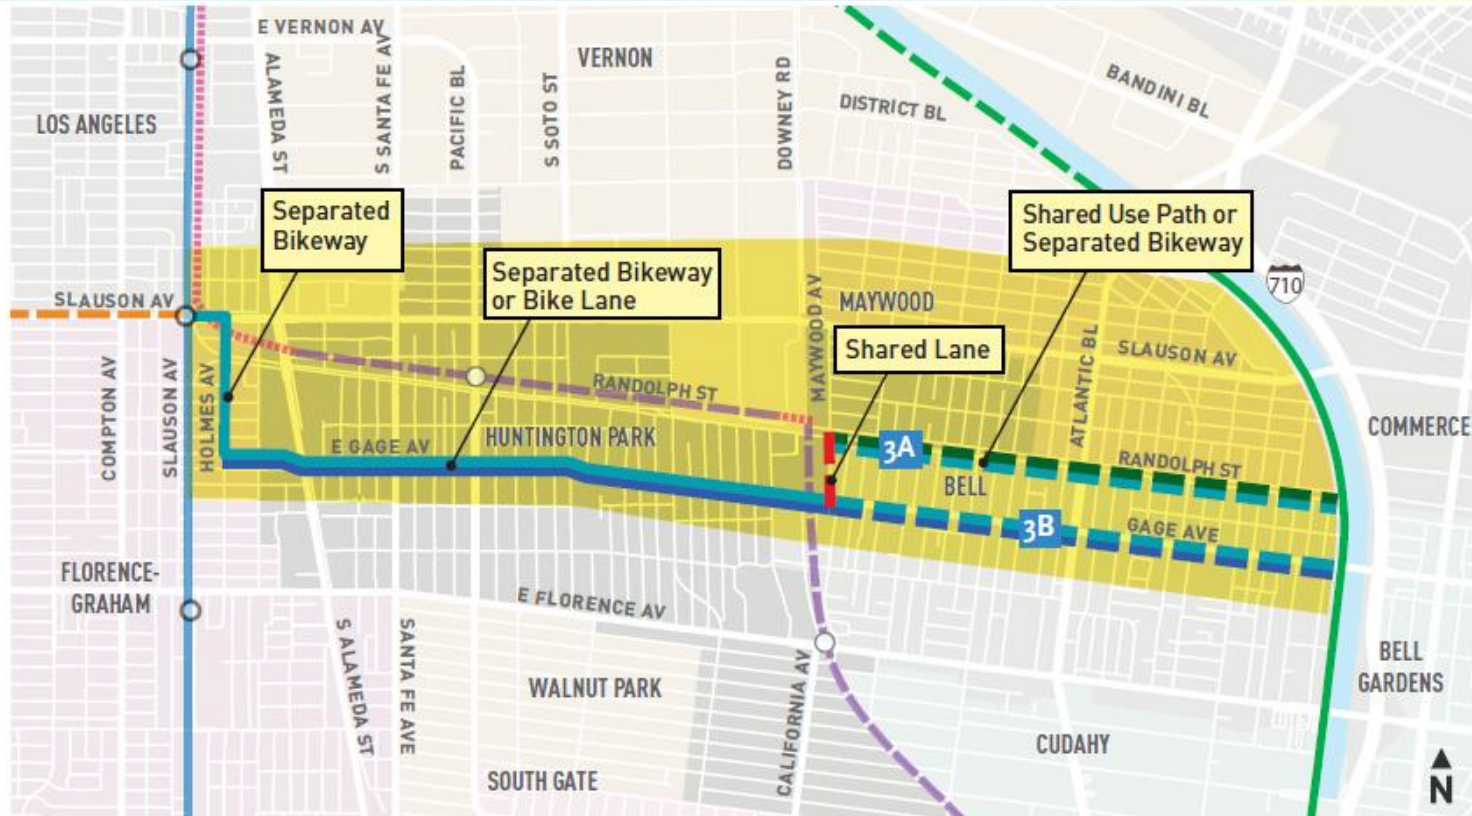 E VERNON AV
VERNON
LOS ANGELES
ALAMEDA ST
S SANTA FE AV
PACIFIC BL
S SOTO ST
DOWNEY RD
DISTRICT BL
BANDINI BL
Separated
Bikeway
Separated Bikeway
or Bike Lane
Shared Use Path or
Separated Bikeway
710
SLAUSON AV
MAYWOOD AV
MAYWOOD
Shared Lane
SLAUSON AV
ATLANTIC BL
COMPTON AV
SLAUSON AV
HOLMES AV
RANDOLPH ST
E GAGE AV
HUNTINGTON PARK
3A
BELL
RANDOLPH ST
COMMERCE
3B
GAGE AVE
FLORENCE-
GRAHAM
E FLORENCE AV
S ALAMEDA ST
SANTA FE AVE
WALNUT PARK
CALIFORNIA AV
BELL
GARDENS
CUDAHY
SOUTH GATE
N